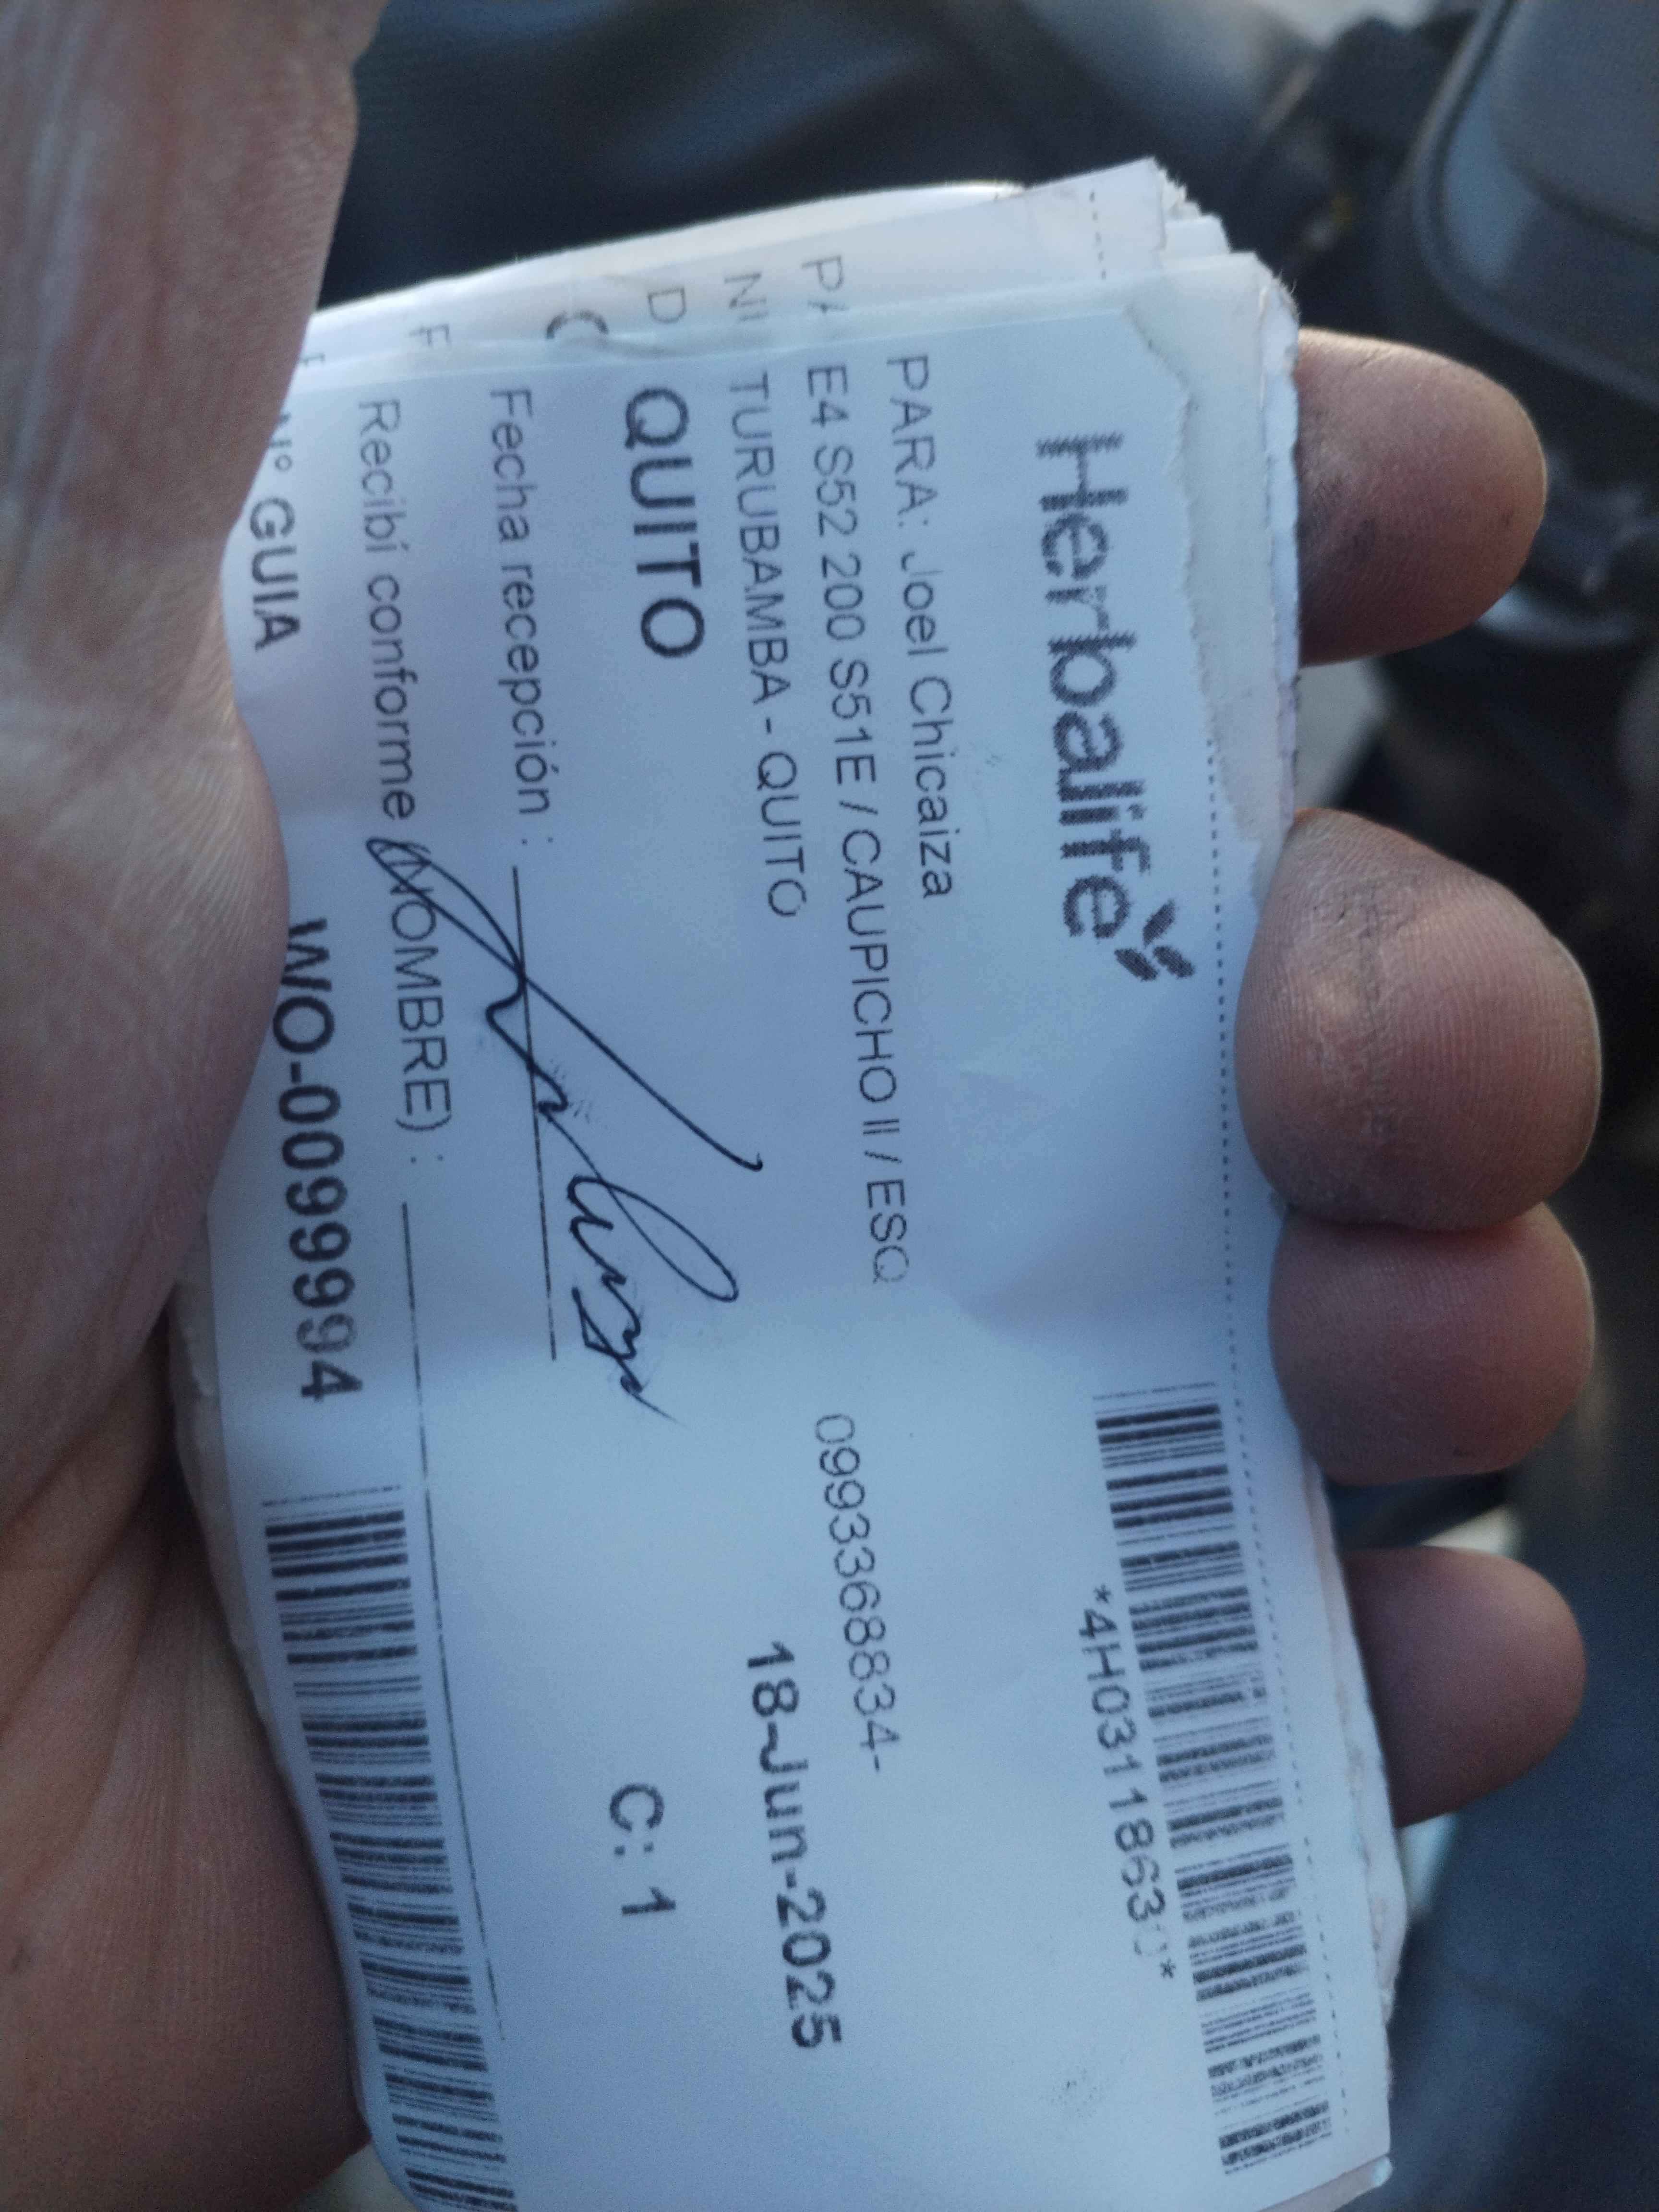 Herbalife
*4H03118630*
PARA: Joel Chicaiza
E4 S52 200 S51E / CAUPICHO II / ESQ
0993368834-
TURUBAMBA - QUITO
18-Jun-2025
QUITO
C: 1
Fecha recepción :
Recibí conforme (NOMBRE) :
N° GUIA
WO-0099994